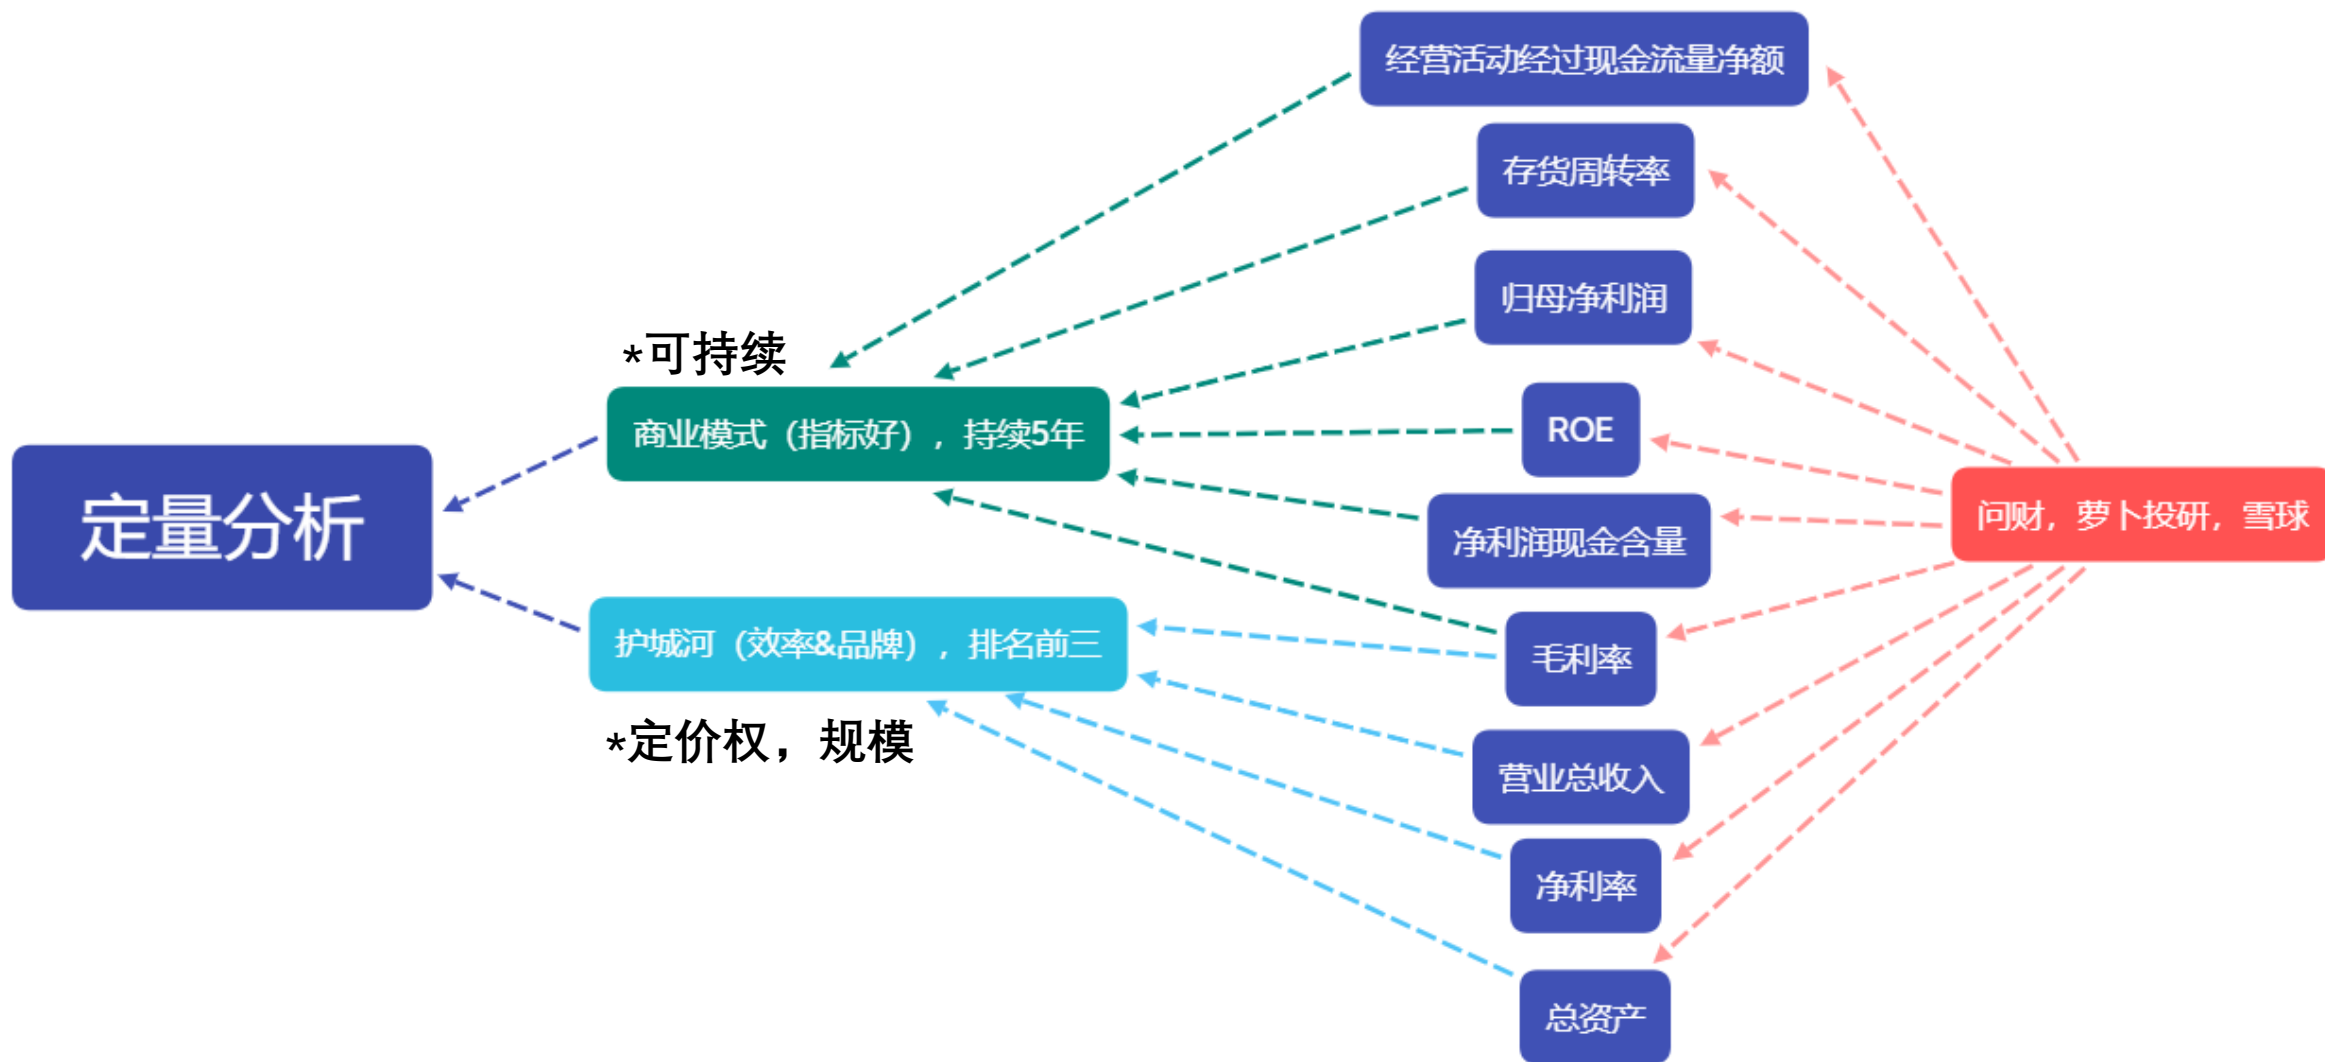 经营活动经过现金流量净额
存货周转率
归母净利润
*可持续
商业模式（指标好），持续5年
ROE
定量分析
问财，萝卜投研，雪球
净利润现金含量
护城河（效率&品牌），排名前三
毛利率
*定价权，规模
营业总收入
净利率
总资产